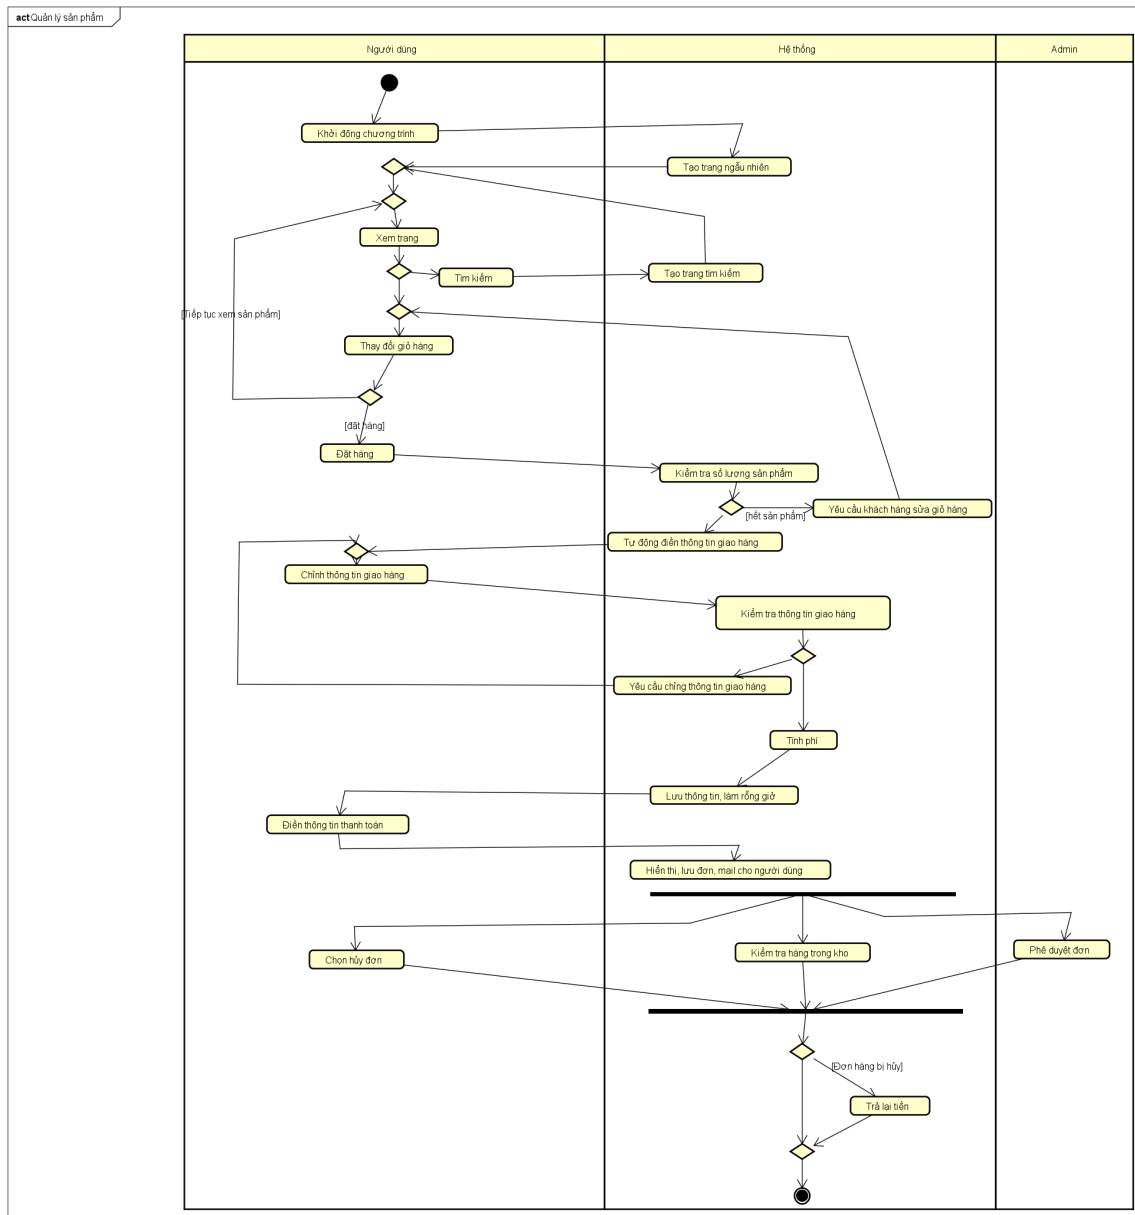 act Quản lý sản phẩm
Người dùng
Hệ thống
Admin
Khởi động chương trình
Tạo trang ngẫu nhiên
Xem trang
Tìm kiếm
Tạo trang tìm kiếm
[Tiếp tục xem sản phẩm]
Thay đổi giỏ hàng
[đặt hàng]
Đặt hàng
Kiểm tra số lượng sản phẩm
[hết sản phẩm]
Yêu cầu khách hàng sửa giỏ hàng
Tự động điền thông tin giao hàng
Chỉnh thông tin giao hàng
Kiểm tra thông tin giao hàng
Yêu cầu chỉng thông tin giao hàng
Tính phí
Lưu thông tin, làm rỗng giỏ
Điền thông tin thanh toán
Hiển thị, lưu đơn, mail cho người dùng
Chọn hủy đơn
Kiểm tra hàng trong kho
Phê duyệt đơn
[Đơn hàng bị hủy]
Trả lại tiền